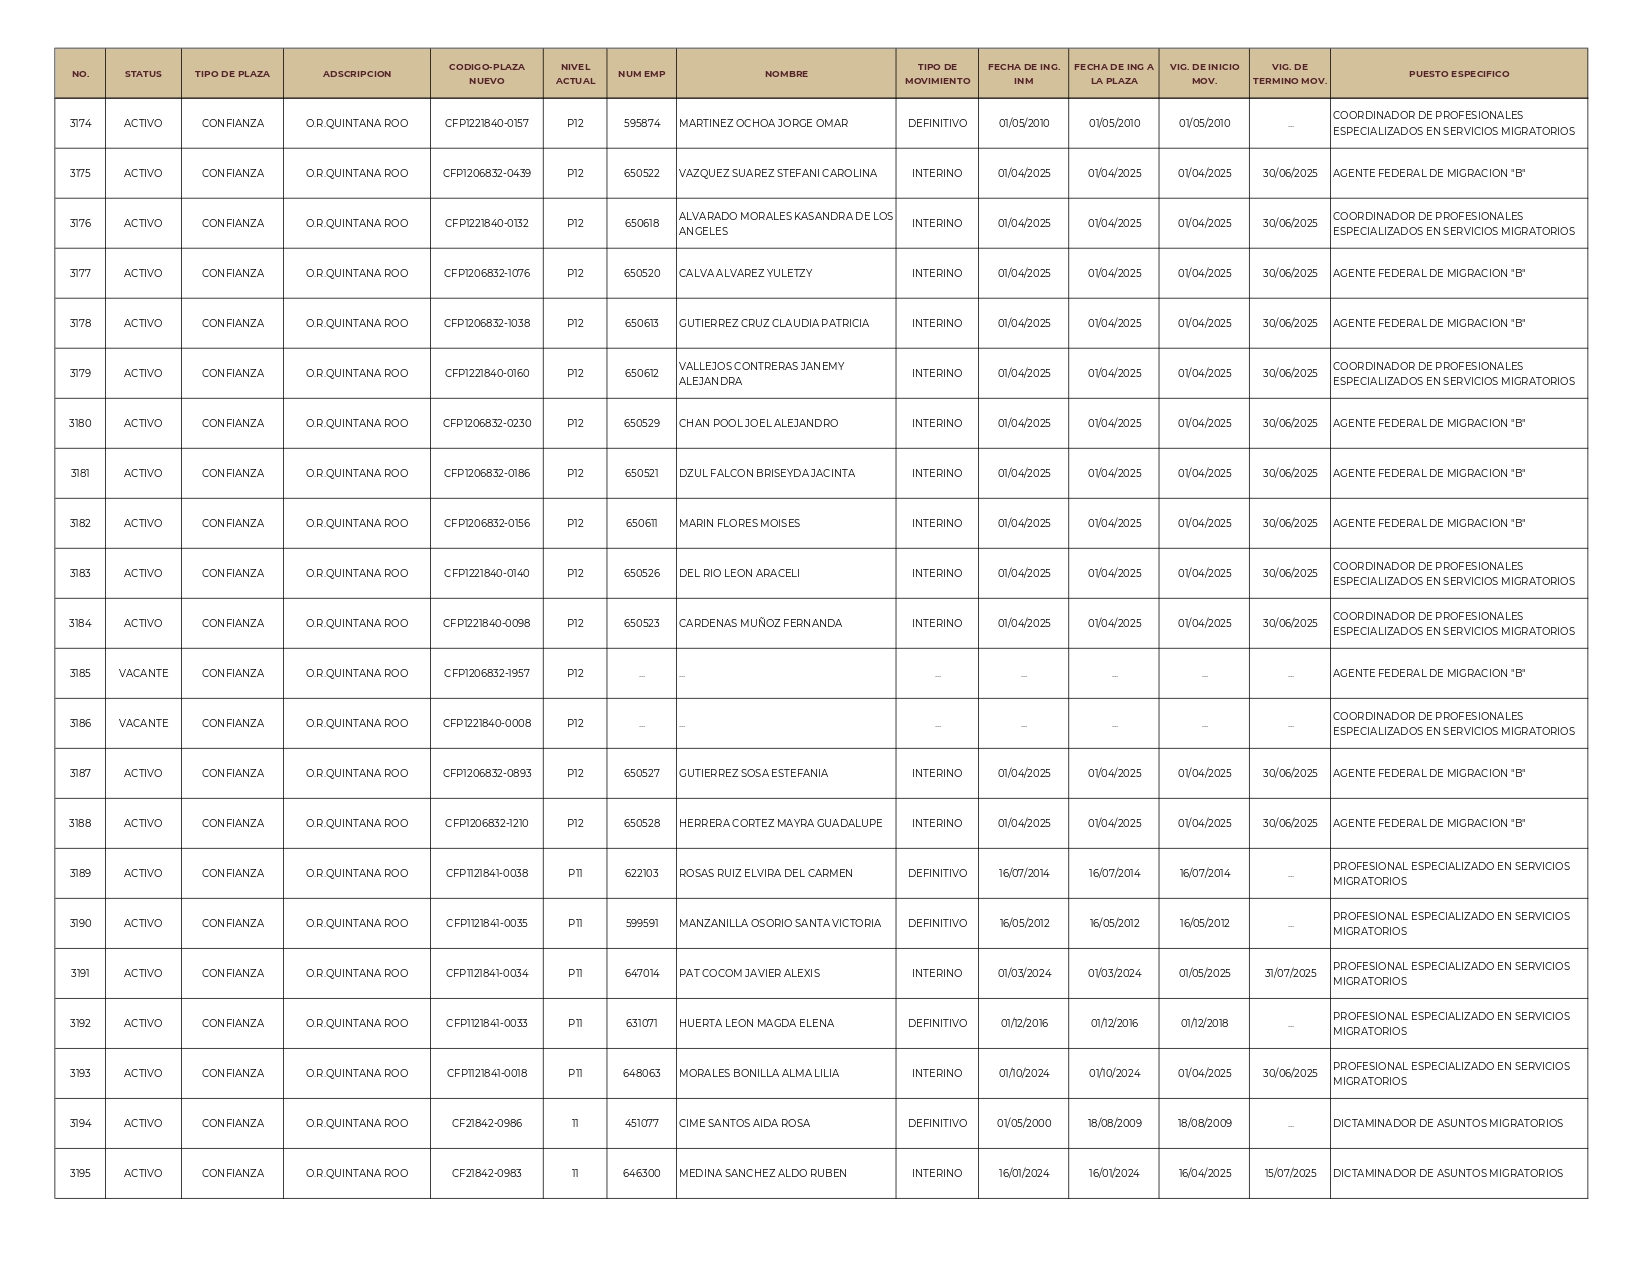 NO. STATUS TIPO DE PLAZA ADSCRIPCION CODIGO-PLAZA NUEVO NIVEL ACTUAL NUM EMP NOMBRE TIPO DE MOVIMIENTO FECHA DE ING. INM FECHA DE ING A LA PLAZA VIG. DE INICIO MOV. VIG. DE TERMINO MOV. PUESTO ESPECIFICO
3174 ACTIVO CONFIANZA O.R.QUINTANA ROO CFP1221840-0157 P12 595874 MARTINEZ OCHOA JORGE OMAR DEFINITIVO 01/05/2010 01/05/2010 01/05/2010 ... COORDINADOR DE PROFESIONALES ESPECIALIZADOS EN SERVICIOS MIGRATORIOS
3175 ACTIVO CONFIANZA O.R.QUINTANA ROO CFP1206832-0439 P12 650522 VAZQUEZ SUAREZ STEFANI CAROLINA INTERINO 01/04/2025 01/04/2025 01/04/2025 30/06/2025 AGENTE FEDERAL DE MIGRACION "B"
3176 ACTIVO CONFIANZA O.R.QUINTANA ROO CFP1221840-0132 P12 650618 ALVARADO MORALES KASANDRA DE LOS ANGELES INTERINO 01/04/2025 01/04/2025 01/04/2025 30/06/2025 COORDINADOR DE PROFESIONALES ESPECIALIZADOS EN SERVICIOS MIGRATORIOS
3177 ACTIVO CONFIANZA O.R.QUINTANA ROO CFP1206832-1076 P12 650520 CALVA ALVAREZ YULETZY INTERINO 01/04/2025 01/04/2025 01/04/2025 30/06/2025 AGENTE FEDERAL DE MIGRACION "B"
3178 ACTIVO CONFIANZA O.R.QUINTANA ROO CFP1206832-1038 P12 650613 GUTIERREZ CRUZ CLAUDIA PATRICIA INTERINO 01/04/2025 01/04/2025 01/04/2025 30/06/2025 AGENTE FEDERAL DE MIGRACION "B"
3179 ACTIVO CONFIANZA O.R.QUINTANA ROO CFP1221840-0160 P12 650612 VALLEJOS CONTRERAS JANEMY ALEJANDRA INTERINO 01/04/2025 01/04/2025 01/04/2025 30/06/2025 COORDINADOR DE PROFESIONALES ESPECIALIZADOS EN SERVICIOS MIGRATORIOS
3180 ACTIVO CONFIANZA O.R.QUINTANA ROO CFP1206832-0230 P12 650529 CHAN POOL JOEL ALEJANDRO INTERINO 01/04/2025 01/04/2025 01/04/2025 30/06/2025 AGENTE FEDERAL DE MIGRACION "B"
3181 ACTIVO CONFIANZA O.R.QUINTANA ROO CFP1206832-0186 P12 650521 DZUL FALCON BRISEYDA JACINTA INTERINO 01/04/2025 01/04/2025 01/04/2025 30/06/2025 AGENTE FEDERAL DE MIGRACION "B"
3182 ACTIVO CONFIANZA O.R.QUINTANA ROO CFP1206832-0156 P12 650611 MARIN FLORES MOISES INTERINO 01/04/2025 01/04/2025 01/04/2025 30/06/2025 AGENTE FEDERAL DE MIGRACION "B"
3183 ACTIVO CONFIANZA O.R.QUINTANA ROO CFP1221840-0140 P12 650526 DEL RIO LEON ARACELI INTERINO 01/04/2025 01/04/2025 01/04/2025 30/06/2025 COORDINADOR DE PROFESIONALES ESPECIALIZADOS EN SERVICIOS MIGRATORIOS
3184 ACTIVO CONFIANZA O.R.QUINTANA ROO CFP1221840-0098 P12 650523 CARDENAS MUÑOZ FERNANDA INTERINO 01/04/2025 01/04/2025 01/04/2025 30/06/2025 COORDINADOR DE PROFESIONALES ESPECIALIZADOS EN SERVICIOS MIGRATORIOS
3185 VACANTE CONFIANZA O.R.QUINTANA ROO CFP1206832-1957 P12 ... ... ... ... ... ... ... AGENTE FEDERAL DE MIGRACION "B"
3186 VACANTE CONFIANZA O.R.QUINTANA ROO CFP1221840-0008 P12 ... ... ... ... ... ... ... COORDINADOR DE PROFESIONALES ESPECIALIZADOS EN SERVICIOS MIGRATORIOS
3187 ACTIVO CONFIANZA O.R.QUINTANA ROO CFP1206832-0893 P12 650527 GUTIERREZ SOSA ESTEFANIA INTERINO 01/04/2025 01/04/2025 01/04/2025 30/06/2025 AGENTE FEDERAL DE MIGRACION "B"
3188 ACTIVO CONFIANZA O.R.QUINTANA ROO CFP1206832-1210 P12 650528 HERRERA CORTEZ MAYRA GUADALUPE INTERINO 01/04/2025 01/04/2025 01/04/2025 30/06/2025 AGENTE FEDERAL DE MIGRACION "B"
3189 ACTIVO CONFIANZA O.R.QUINTANA ROO CFP1121841-0038 P11 622103 ROSAS RUIZ ELVIRA DEL CARMEN DEFINITIVO 16/07/2014 16/07/2014 16/07/2014 ... PROFESIONAL ESPECIALIZADO EN SERVICIOS MIGRATORIOS
3190 ACTIVO CONFIANZA O.R.QUINTANA ROO CFP1121841-0035 P11 599591 MANZANILLA OSORIO SANTA VICTORIA DEFINITIVO 16/05/2012 16/05/2012 16/05/2012 ... PROFESIONAL ESPECIALIZADO EN SERVICIOS MIGRATORIOS
3191 ACTIVO CONFIANZA O.R.QUINTANA ROO CFP1121841-0034 P11 647014 PAT COCOM JAVIER ALEXIS INTERINO 01/03/2024 01/03/2024 01/05/2025 31/07/2025 PROFESIONAL ESPECIALIZADO EN SERVICIOS MIGRATORIOS
3192 ACTIVO CONFIANZA O.R.QUINTANA ROO CFP1121841-0033 P11 631071 HUERTA LEON MAGDA ELENA DEFINITIVO 01/12/2016 01/12/2016 01/12/2018 ... PROFESIONAL ESPECIALIZADO EN SERVICIOS MIGRATORIOS
3193 ACTIVO CONFIANZA O.R.QUINTANA ROO CFP1121841-0018 P11 648063 MORALES BONILLA ALMA LILIA INTERINO 01/10/2024 01/10/2024 01/04/2025 30/06/2025 PROFESIONAL ESPECIALIZADO EN SERVICIOS MIGRATORIOS
3194 ACTIVO CONFIANZA O.R.QUINTANA ROO CF21842-0986 11 451077 CIME SANTOS AIDA ROSA DEFINITIVO 01/05/2000 18/08/2009 18/08/2009 ... DICTAMINADOR DE ASUNTOS MIGRATORIOS
3195 ACTIVO CONFIANZA O.R.QUINTANA ROO CF21842-0983 11 646300 MEDINA SANCHEZ ALDO RUBEN INTERINO 16/01/2024 16/01/2024 16/04/2025 15/07/2025 DICTAMINADOR DE ASUNTOS MIGRATORIOS